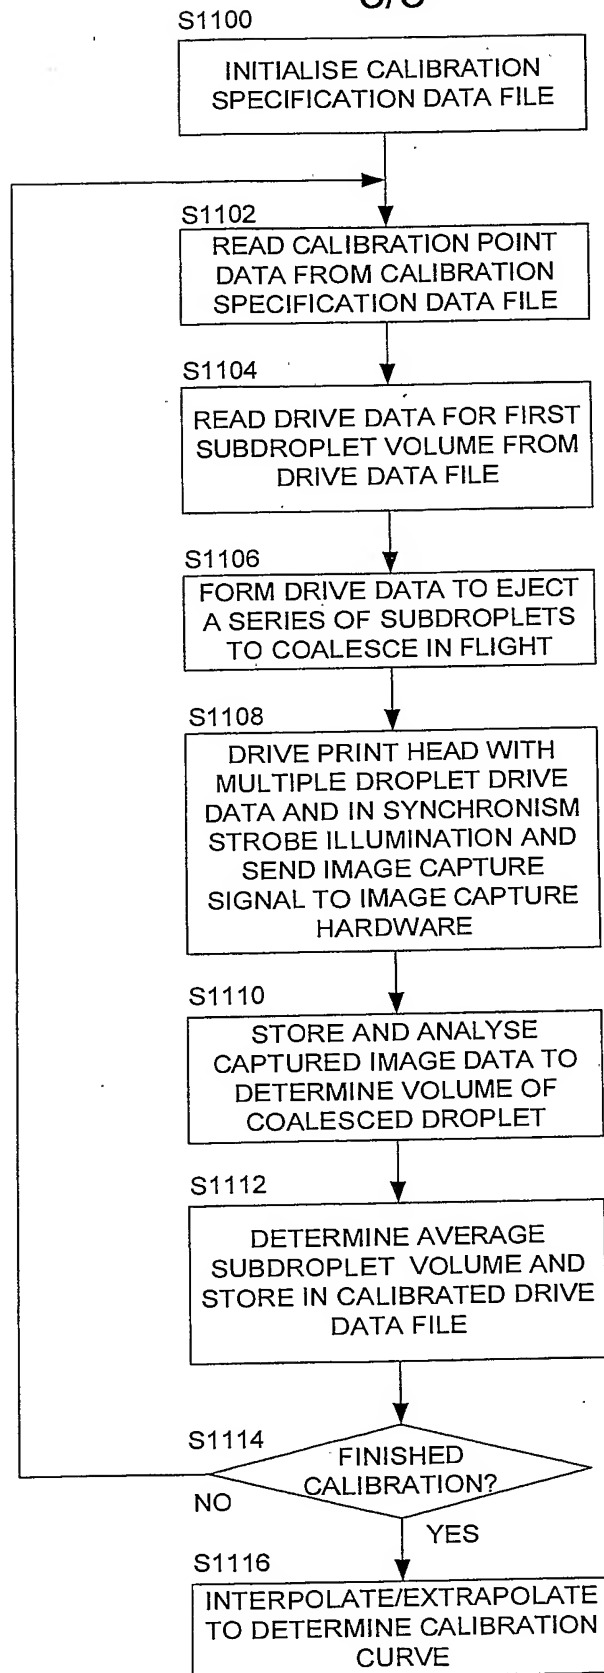 S1100
INITIALISE CALIBRATION
SPECIFICATION DATA FILE
S1102
READ CALIBRATION POINT
DATA FROM CALIBRATION
SPECIFICATION DATA FILE
S1104
READ DRIVE DATA FOR FIRST
SUBDROPLET VOLUME FROM
DRIVE DATA FILE
S1106
FORM DRIVE DATA TO EJECT
A SERIES OF SUBDROPLETS
TO COALESCE IN FLIGHT
S1108
DRIVE PRINT HEAD WITH
MULTIPLE DROPLET DRIVE
DATA AND IN SYNCHRONISM
STROBE ILLUMINATION AND
SEND IMAGE CAPTURE
SIGNAL TO IMAGE CAPTURE
HARDWARE
S1110
STORE AND ANALYSE
CAPTURED IMAGE DATA TO
DETERMINE VOLUME OF
COALESCED DROPLET
S1112
DETERMINE AVERAGE
SUBDROPLET VOLUME AND
STORE IN CALIBRATED DRIVE
DATA FILE
S1114
FINISHED
CALIBRATION?
NO
YES
S1116
INTERPOLATE/EXTRAPOLATE
TO DETERMINE CALIBRATION
CURVE